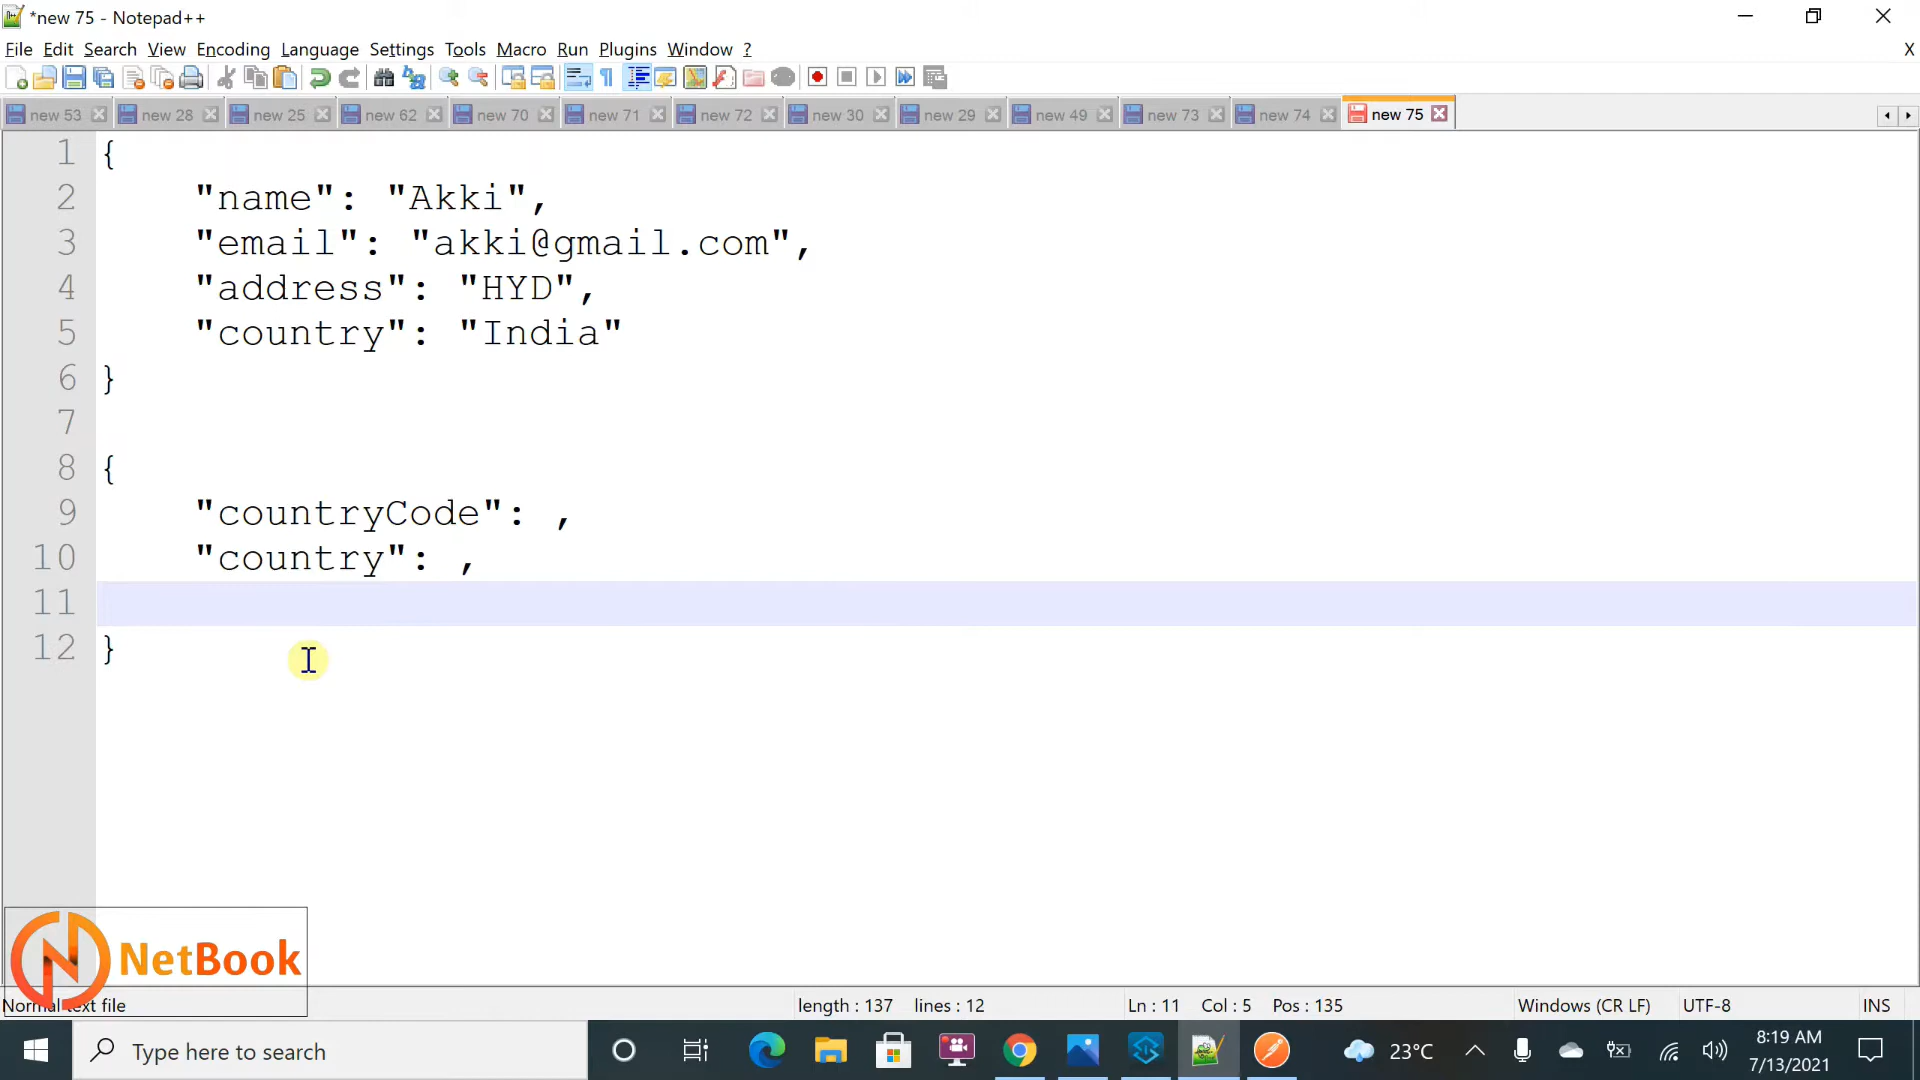 *new 75 - Notepad++
File Edit Search View Encoding Language Settings Tools Macro Run Plugins Window ? X
new 53 new 28 new 25 new 62 new 70 new 71 new 72 new 30 new 29 new 49 new 73 new 74 new 75
1 {
2 "name": "Akki",
3 "email": "akki@gmail.com",
4 "address": "HYD",
5 "country": "India"
6 }
7
8 {
9 "countryCode": ,
10 "country": ,
11
12 }
NetBook
Normal text file length : 137 lines : 12 Ln : 11 Col : 5 Pos : 135 Windows (CR LF) UTF-8 INS
Type here to search 23°C 8:19 AM
7/13/2021